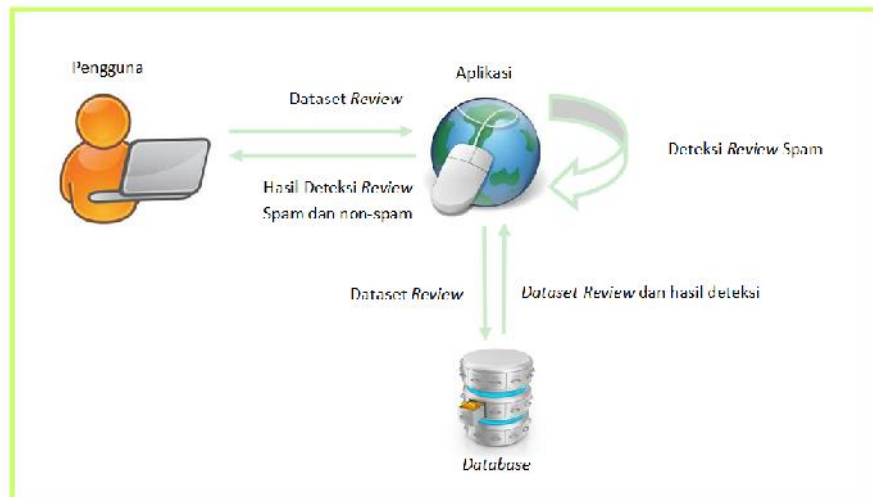 Pengguna
Aplikasi
Dataset Review
Deteksi Review Spam
Hasil Deteksi Review
Spam dan non-spam
Dataset Review
Dataset Review dan hasil deteksi
Database